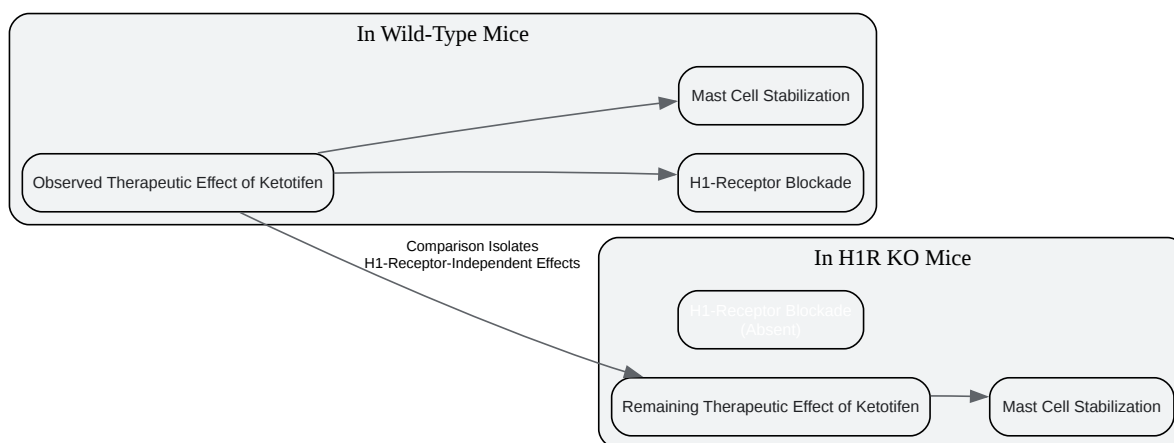 In Wild-Type Mice
Mast Cell Stabilization
Observed Therapeutic Effect of Ketotifen
H1-Receptor Blockade
Comparison Isolates
H1-Receptor-Independent Effects
In H1R KO Mice
H1-Receptor Blockade
(Absent)
Remaining Therapeutic Effect of Ketotifen
Mast Cell Stabilization